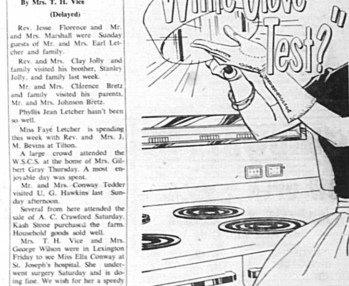 By Mrs. T. H. Vice
(Delayed)
Rev. Jesse Florence and Mr.
and Mrs. Marshall were Sunday
guests of Mr. and Mrs. Earl Let-
cher and family.
Rev. and Mrs. Clay Jolly and
family visited his brother, Stanley
Jolly, and family last week.
Mr. and Mrs. Clarence Bretz
and family visited his parents,
Mr. and Mrs. Johnson Bretz.
Phyllis Jean Letcher hasn't been
so well.
Miss Faye Letcher is spending
this week with Rev. and Mrs. J.
M. Bevins at Tilton.
A large crowd attended the
W.S.C.S. at the home of Mrs. Gil-
bert Gray Thursday. A most en-
joyable day was spent.
Mr. and Mrs. Conway Tedder
visited U. G. Hawkins last Sun-
day afternoon.
Several from here attended the
sale of A. C. Crawford Saturday.
Kash Stone purchased the farm.
Household goods sold well.
Mrs. T. H. Vice and Mrs.
George Wilson were in Lexington
Friday to see Miss Ella Conway at
St. Joseph's hospital. She under-
went surgery Saturday and is do-
ing fine. We wish for her a speedy
White Glove
Test?"